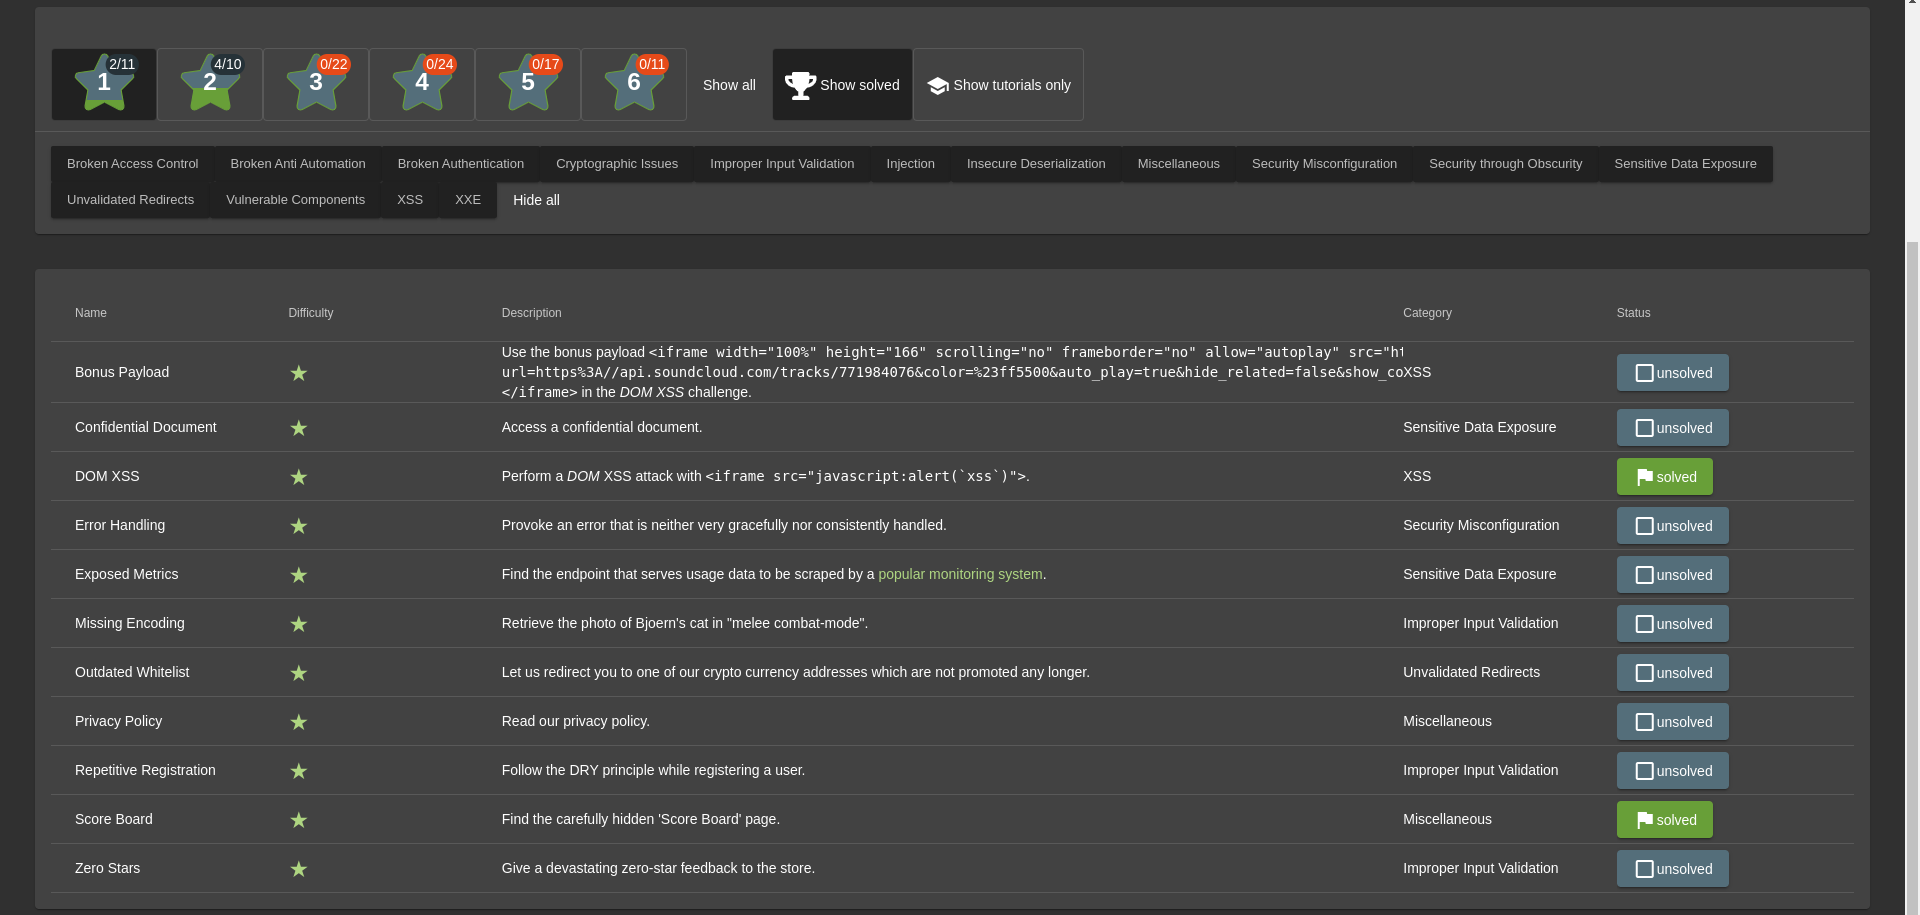 1 2/11 2 4/10 3 0/22 4 0/24 5 0/17 6 0/11 Show all Show solved Show tutorials only
Broken Access Control Broken Anti Automation Broken Authentication Cryptographic Issues Improper Input Validation Injection Insecure Deserialization Miscellaneous Security Misconfiguration Security through Obscurity Sensitive Data Exposure
Unvalidated Redirects Vulnerable Components XSS XXE Hide all
Name Difficulty Description Category Status
Use the bonus payload <iframe width="100%" height="166" scrolling="no" frameborder="no" allow="autoplay" src="ht
Bonus Payload url=https%3A//api.soundcloud.com/tracks/771984076&color=%23ff5500&auto_play=true&hide_related=false&show_co XSS unsolved
</iframe> in the DOM XSS challenge.
Confidential Document Access a confidential document. Sensitive Data Exposure unsolved
DOM XSS Perform a DOM XSS attack with <iframe src="javascript:alert(`xss`)">. XSS solved
Error Handling Provoke an error that is neither very gracefully nor consistently handled. Security Misconfiguration unsolved
Exposed Metrics Find the endpoint that serves usage data to be scraped by a popular monitoring system. Sensitive Data Exposure unsolved
Missing Encoding Retrieve the photo of Bjoern's cat in "melee combat-mode". Improper Input Validation unsolved
Outdated Whitelist Let us redirect you to one of our crypto currency addresses which are not promoted any longer. Unvalidated Redirects unsolved
Privacy Policy Read our privacy policy. Miscellaneous unsolved
Repetitive Registration Follow the DRY principle while registering a user. Improper Input Validation unsolved
Score Board Find the carefully hidden 'Score Board' page. Miscellaneous solved
Zero Stars Give a devastating zero-star feedback to the store. Improper Input Validation unsolved